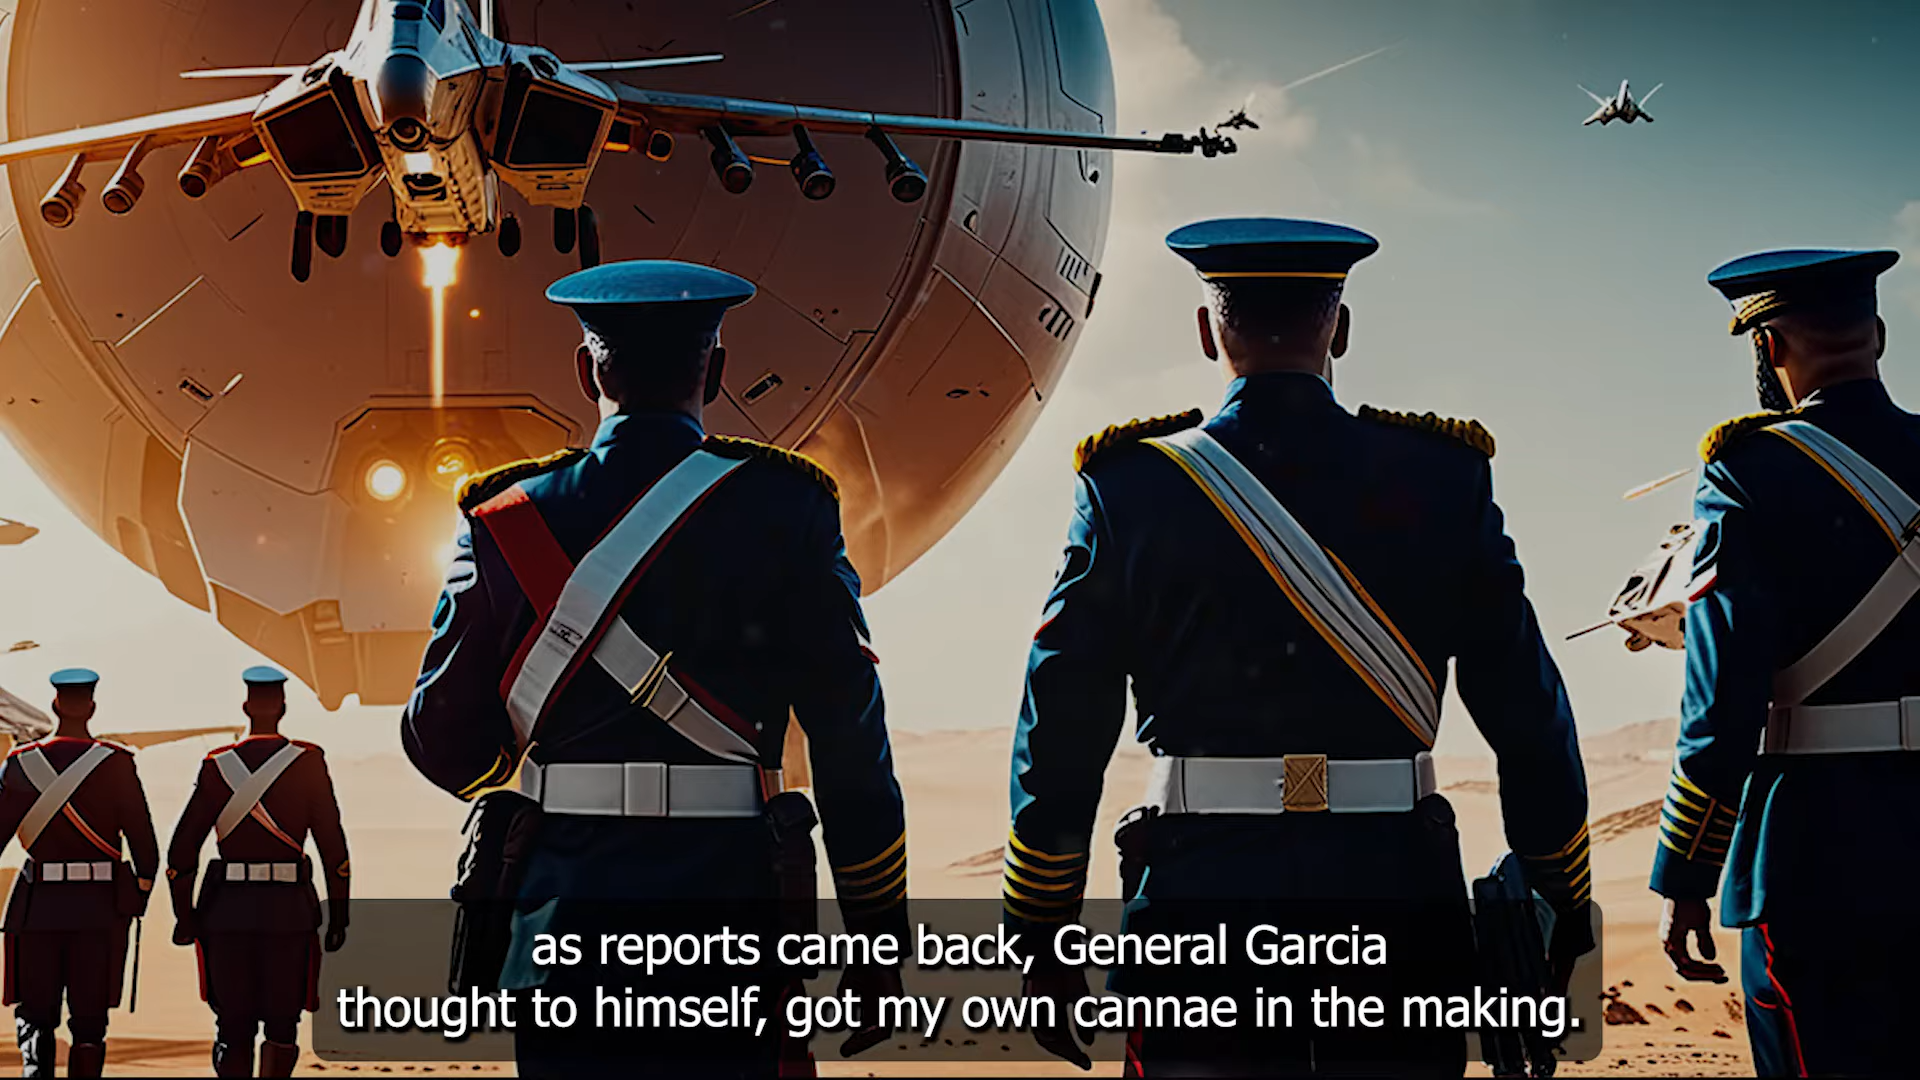 as reports came back, General Garcia
thought to himself, got my own cannae in the making.